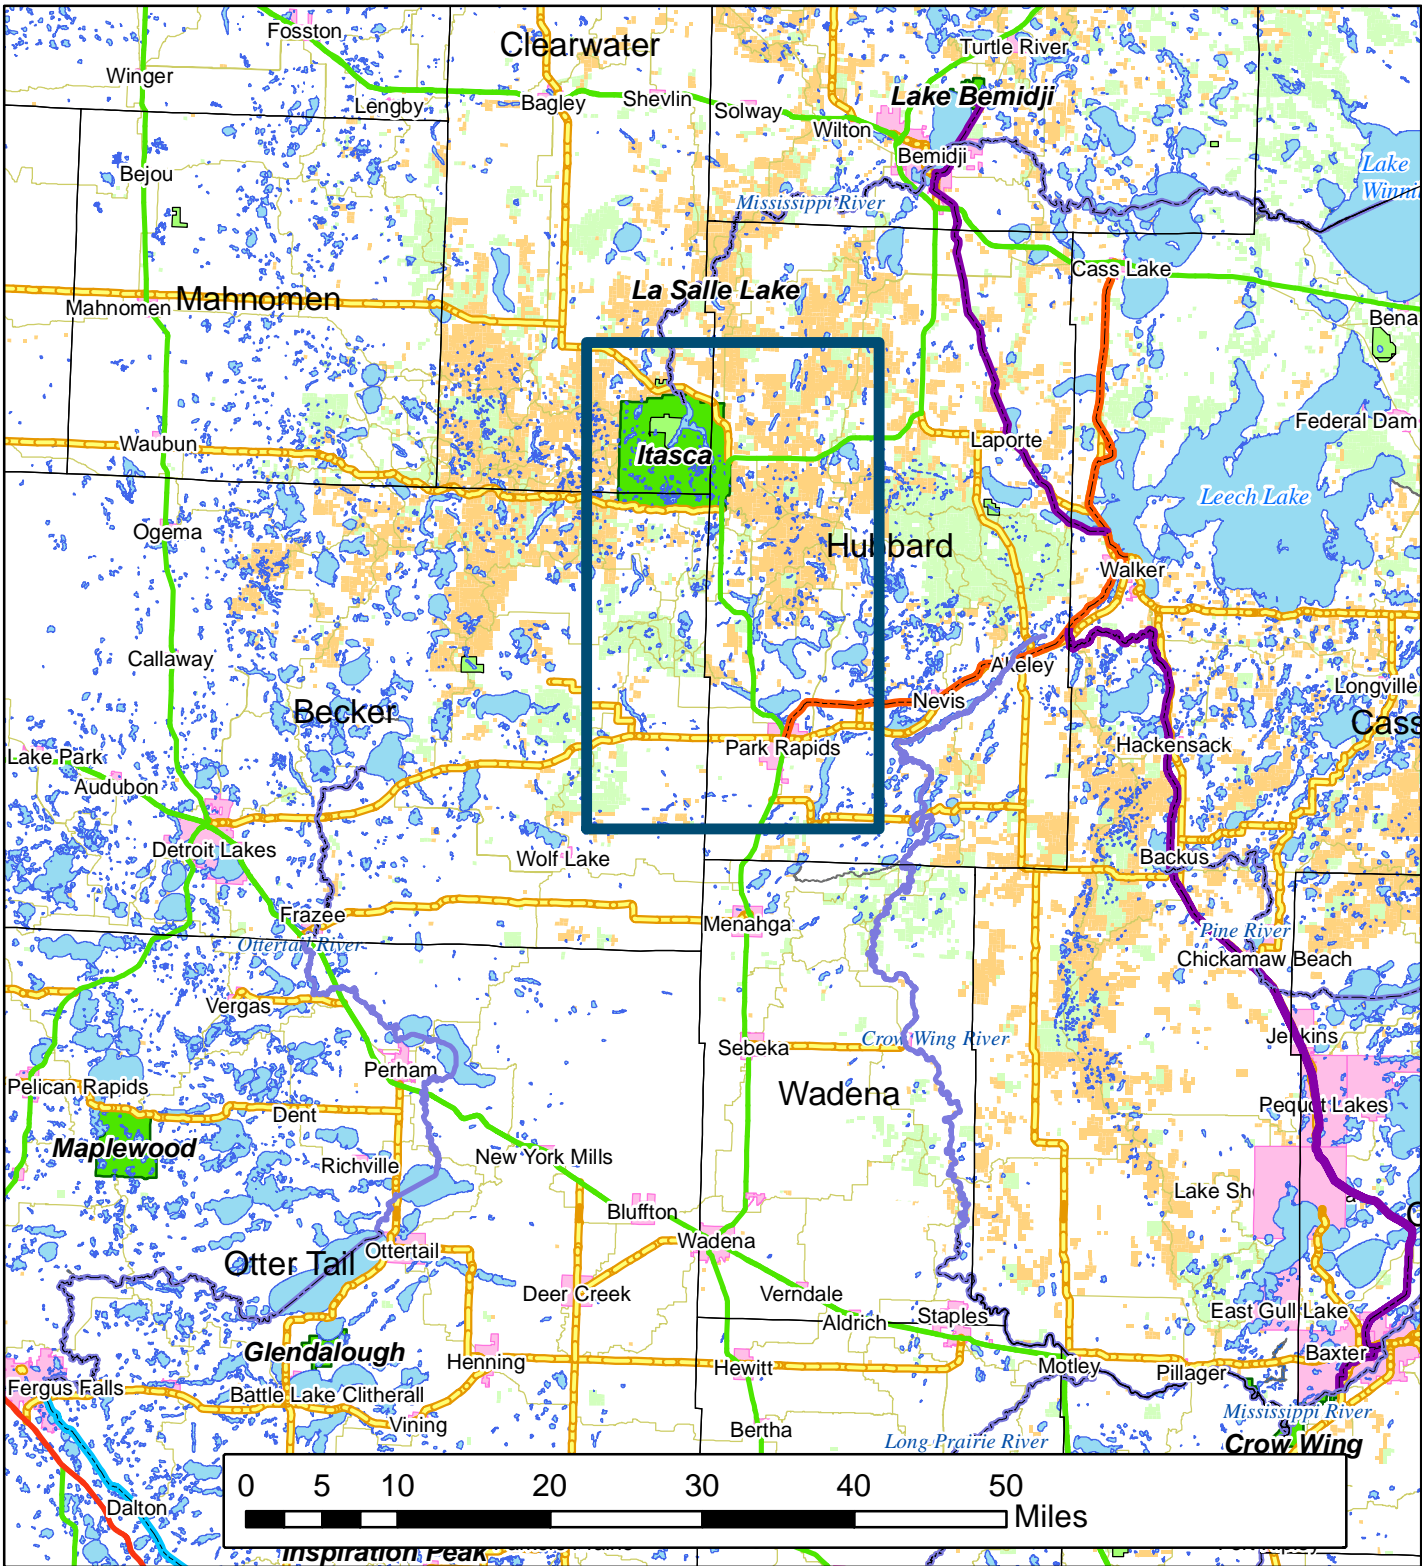 Fosston
Clearwater
Turtle River
Winger
Lengby
Bagley
Shevlin
Solway
Lake Bemidji
Wilton
Bemidji
Bejou
Lake
Mississippi River
Cass Lake
La Salle Lake
Mahnomen
Mahnomen
Bena
Waubun
Itasca
Laporte
Federal Dam
Leech Lake
Ogema
Hubbard
Walker
Callaway
Akeley
Longville
Becker
Nevis
Cass
Lake Park
Park Rapids
Hackensack
Audubon
Detroit Lakes
Wolf Lake
Backus
Frazee
Menahga
Ottertail River
Pine River
Chickamaw Beach
Vergas
Sebeka
Crow Wing River
Jenkins
Perham
Pelican Rapids
Wadena
Dent
Pequot Lakes
Maplewood
Richville
New York Mills
Lake Sh
Bluffton
Wadena
Otter Tail
Ottertail
Deer Creek
Verndale
Aldrich
Staples
East Gull Lake
Glendalough
Henning
Hewitt
Motley
Pillager
Baxter
Fergus Falls
Battle Lake
Clitherall
Vining
Bertha
Long Prairie River
Mississippi River
Crow Wing
0 5 10 20 30 40 50
Miles
Dalton
Inspiration Peak